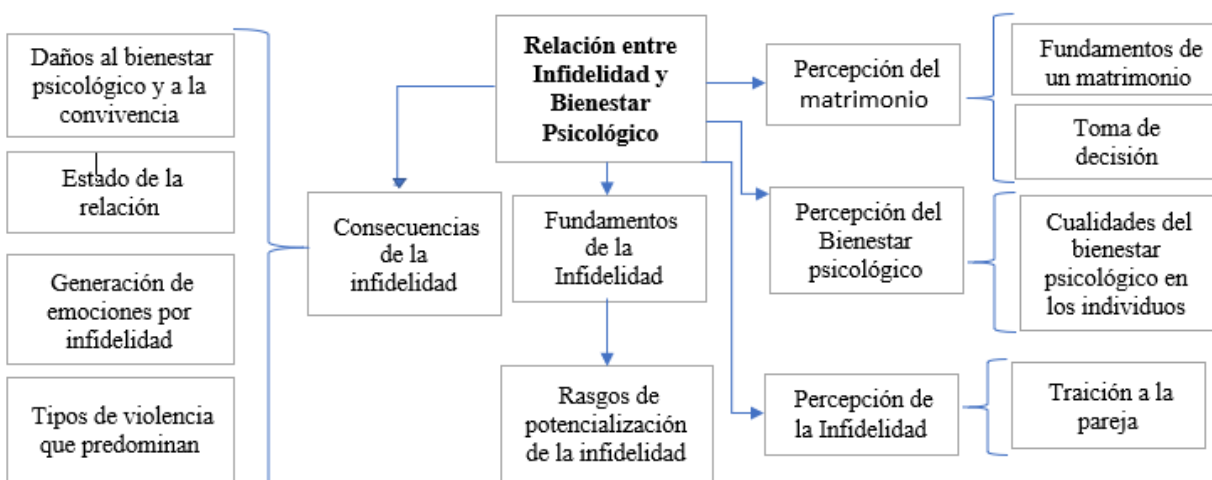 Relación entre
Infidelidad y
Bienestar
Psicológico
Daños al bienestar
psicológico y a la
convivencia
Estado de la
relación
Generación de
emociones por
infidelidad
Tipos de violencia
que predominan
Consecuencias
de la
infidelidad
Fundamentos
de la
Infidelidad
Rasgos de
potencialización
de la infidelidad
Percepción del
matrimonio
Fundamentos de
un matrimonio
Toma de
decisión
Percepción del
Bienestar
psicológico
Cualidades del
bienestar
psicológico en
los individuos
Percepción de
la Infidelidad
Traición a la
pareja